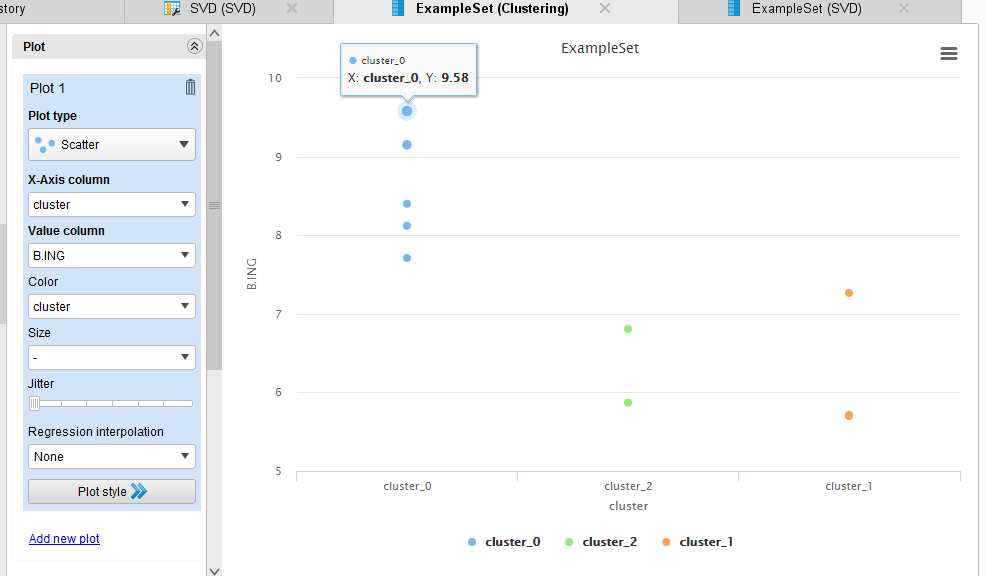 story
SVD (SVD)
ExampleSet (Clustering)
ExampleSet (SVD)
Plot
Plot 1
Plot type
Scatter
X-Axis column
cluster
Value column
B.ING
Color
cluster
Size
-
Jitter
Regression interpolation
None
Plot style
Add new plot
ExampleSet
cluster_0
X: cluster_0, Y: 9.58
10
9
8
7
6
5
B.ING
cluster_0
cluster_2
cluster_1
cluster
cluster_0
cluster_2
cluster_1